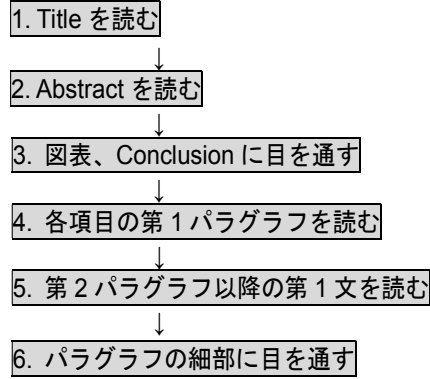 1. Title を読む
↓
2. Abstract を読む
↓
3. 図表、Conclusion に目を通す
↓
4. 各項目の第 1 パラグラフを読む
↓
5. 第 2 パラグラフ以降の第 1 文を読む
↓
6. パラグラフの細部に目を通す